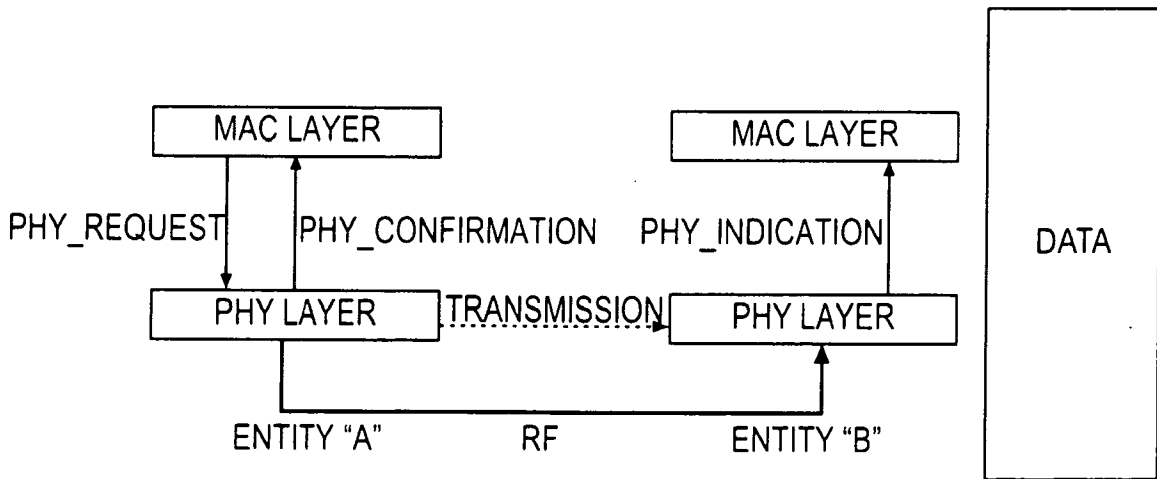 MAC LAYER
MAC LAYER
PHY_REQUEST
PHY_CONFIRMATION
PHY_INDICATION
DATA
PHY LAYER
TRANSMISSION
PHY LAYER
ENTITY “A”
RF
ENTITY “B”